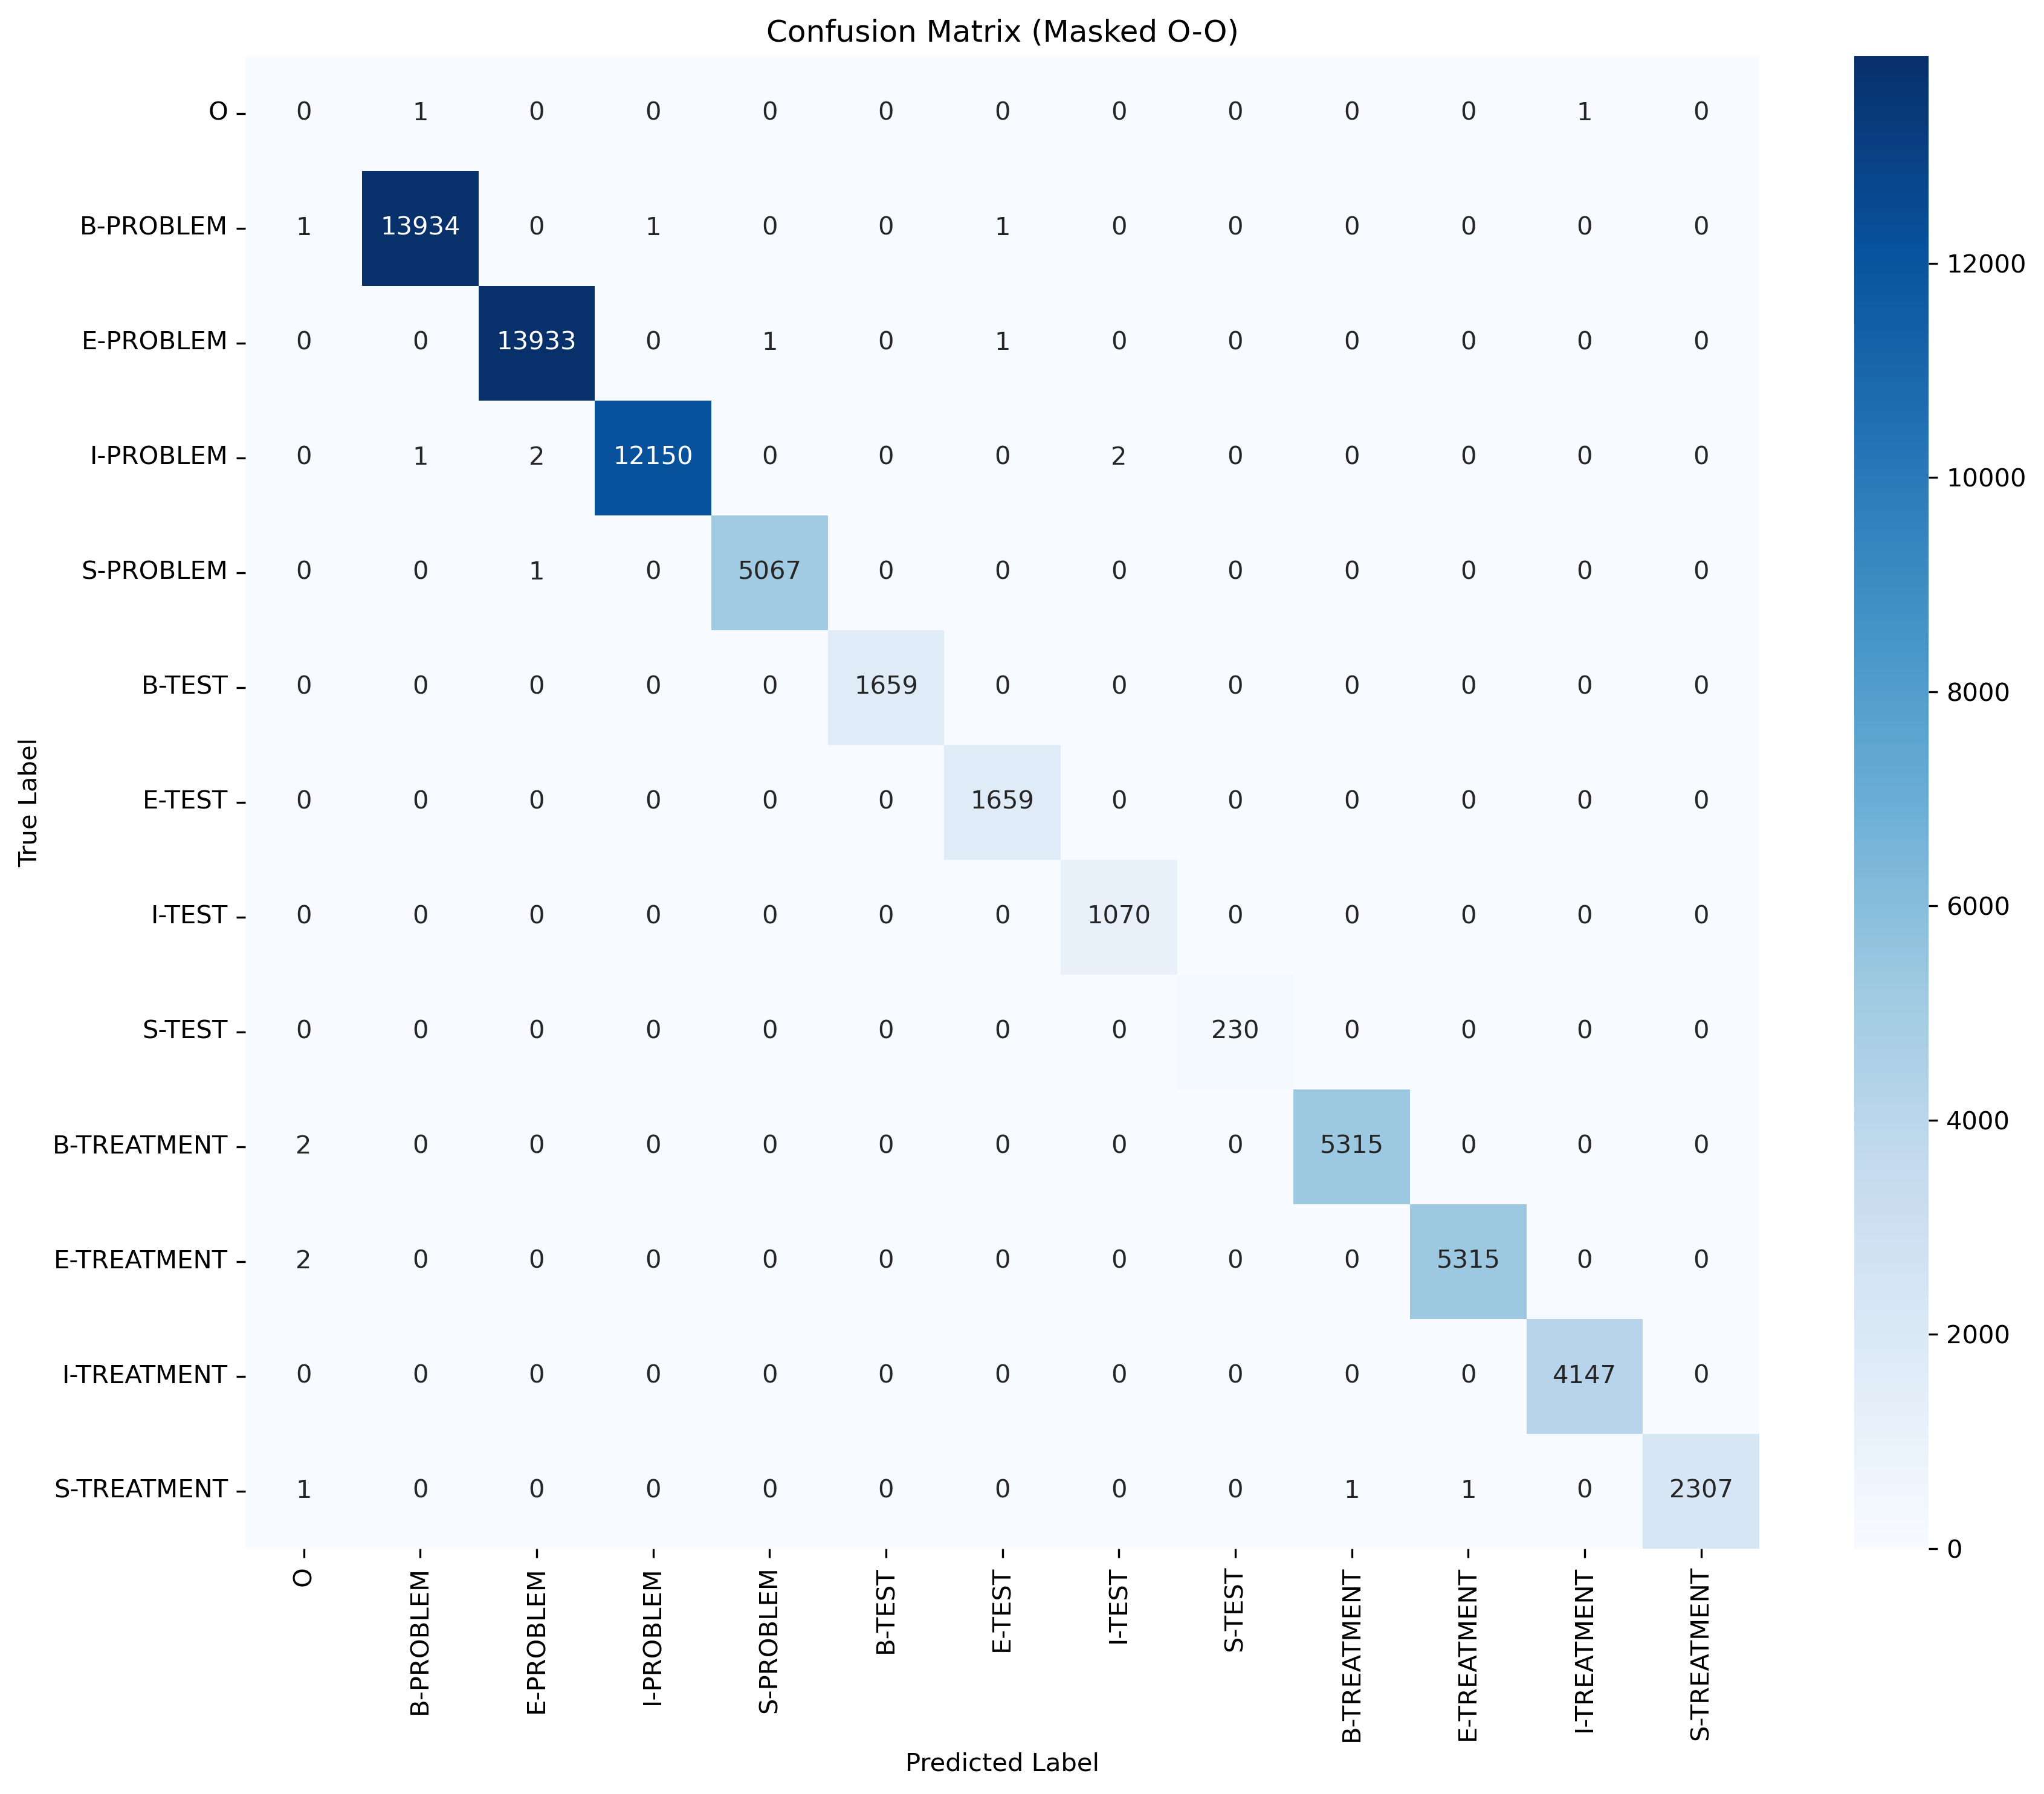 Confusion Matrix (Masked O-O)
True Label
O 0 1 0 0 0 0 0 0 0 0 0 1 0
B-PROBLEM 1 13934 0 1 0 0 1 0 0 0 0 0 0
E-PROBLEM 0 0 13933 0 1 0 1 0 0 0 0 0 0
I-PROBLEM 0 1 2 12150 0 0 0 2 0 0 0 0 0
S-PROBLEM 0 0 1 0 5067 0 0 0 0 0 0 0 0
B-TEST 0 0 0 0 0 1659 0 0 0 0 0 0 0
E-TEST 0 0 0 0 0 0 1659 0 0 0 0 0 0
I-TEST 0 0 0 0 0 0 0 1070 0 0 0 0 0
S-TEST 0 0 0 0 0 0 0 0 230 0 0 0 0
B-TREATMENT 2 0 0 0 0 0 0 0 0 5315 0 0 0
E-TREATMENT 2 0 0 0 0 0 0 0 0 0 5315 0 0
I-TREATMENT 0 0 0 0 0 0 0 0 0 0 0 4147 0
S-TREATMENT 1 0 0 0 0 0 0 0 0 1 1 0 2307
O B-PROBLEM E-PROBLEM I-PROBLEM S-PROBLEM B-TEST E-TEST I-TEST S-TEST B-TREATMENT E-TREATMENT I-TREATMENT S-TREATMENT
Predicted Label
12000
10000
8000
6000
4000
2000
0